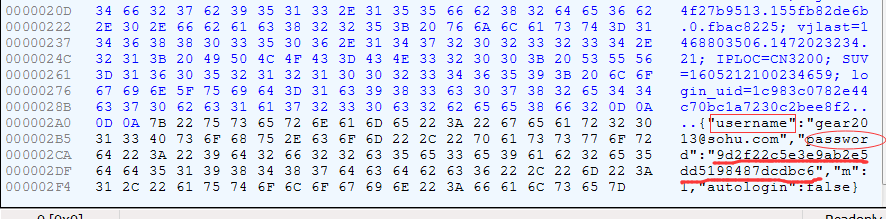 0000020D 34 66 32 37 62 39 35 31 33 2E 31 35 35 66 62 38 32 64 65 36 62 4f27b9513.155fb82de6b
00000222 2E 30 2E 66 62 61 63 38 32 32 35 3B 20 76 6A 6C 61 73 74 3D 31 .0.fbac8225; vjlast=1
00000237 34 36 38 38 30 33 35 30 36 2E 31 34 37 32 30 32 33 32 33 34 2E 468803506.1472023234.
0000024C 32 31 3B 20 49 50 4C 4F 43 3D 43 4E 33 32 30 30 3B 20 53 55 56 21; IPLOC=CN3200; SUV
00000261 3D 31 36 30 35 32 31 32 31 30 30 32 33 34 36 35 39 3B 20 6C 6F =1605212100234659; lo
00000276 67 69 6E 5F 75 69 64 3D 31 63 39 38 33 63 30 37 38 32 65 34 34 gin_uid=1c983c0782e44
0000028B 63 37 30 62 63 31 61 37 32 33 30 63 32 62 65 65 38 66 32 0D 0A c70bc1a7230c2bee8f2..
000002A0 0D 0A 7B 22 75 73 65 72 6E 61 6D 65 22 3A 22 67 65 61 72 32 30 ..{"username":"gear20
000002B5 31 33 40 73 6F 68 75 2E 63 6F 6D 22 2C 22 70 61 73 73 77 6F 72 13@sohu.com","passwor
000002CA 64 22 3A 22 39 64 32 66 32 32 63 35 65 33 65 39 61 62 32 65 35 d":"9d2f22c5e3e9ab2e5
000002DF 64 64 35 31 39 38 34 38 37 64 63 64 62 63 36 22 2C 22 6D 22 3A dd5198487dcdbc6","m":
000002F4 31 2C 22 61 75 74 6F 6C 6F 67 69 6E 22 3A 66 61 6C 73 65 7D 1,"autologin":false}
0 [0x0] Readonly